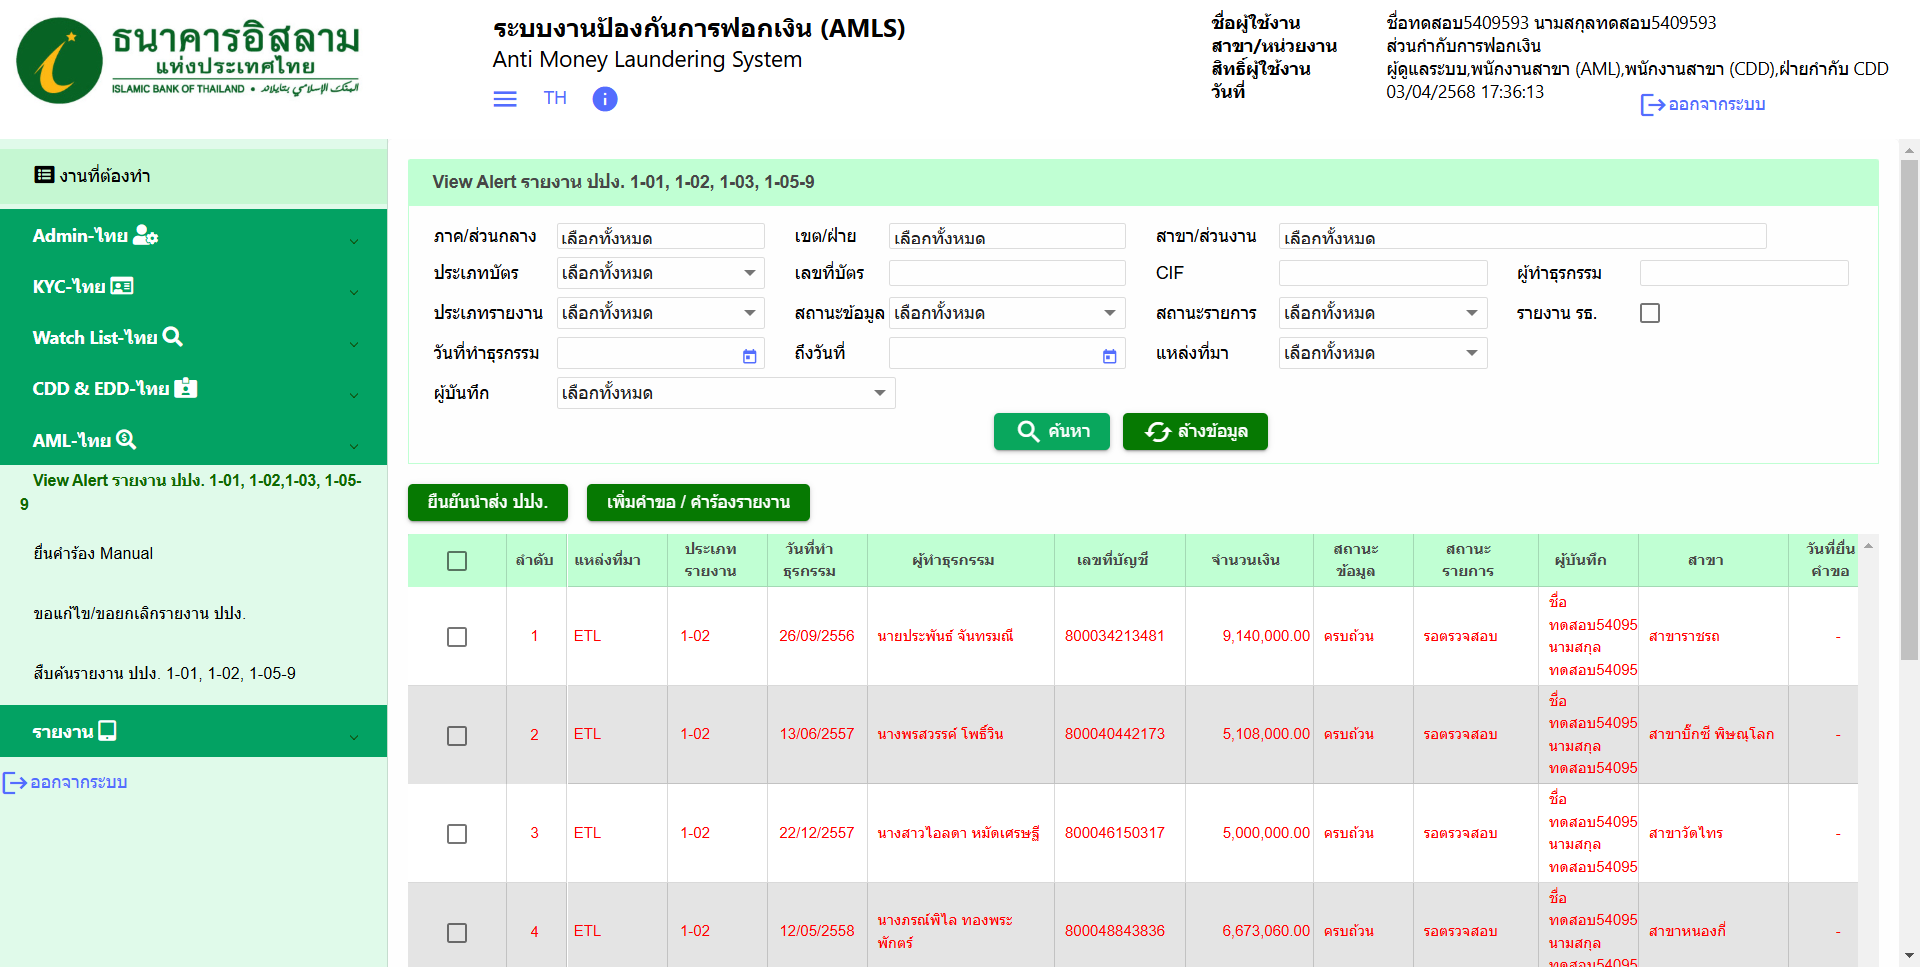 ธนาคารอิสลาม
แห่งประเทศไทย
ISLAMIC BANK OF THAILAND •
ระบบงานป้องกันการฟอกเงิน (AMLS)
Anti Money Laundering System
TH
ชื่อผู้ใช้งาน ชื่อทดสอบ5409593 นามสกุลทดสอบ5409593
สาขา/หน่วยงาน ส่วนกำกับการฟอกเงิน
สิทธิ์ผู้ใช้งาน ผู้ดูแลระบบ,พนักงานสาขา (AML),พนักงานสาขา (CDD),ฝ่ายกำกับ CDD
วันที่ 03/04/2568 17:36:13
ออกจากระบบ
งานที่ต้องทำ
Admin-ไทย
KYC-ไทย
Watch List-ไทย
CDD & EDD-ไทย
AML-ไทย
View Alert รายงาน ปปง. 1-01, 1-02,1-03, 1-05-
9
ยื่นคำร้อง Manual
ขอแก้ไข/ขอยกเลิกรายงาน ปปง.
สืบค้นรายงาน ปปง. 1-01, 1-02, 1-05-9
รายงาน
ออกจากระบบ
View Alert รายงาน ปปง. 1-01, 1-02, 1-03, 1-05-9
ภาค/ส่วนกลาง เลือกทั้งหมด เขต/ฝ่าย เลือกทั้งหมด สาขา/ส่วนงาน เลือกทั้งหมด
ประเภทบัตร เลือกทั้งหมด เลขที่บัตร CIF ผู้ทำธุรกรรม
ประเภทรายงาน เลือกทั้งหมด สถานะข้อมูล เลือกทั้งหมด สถานะรายการ เลือกทั้งหมด รายงาน รธ.
วันที่ทำธุรกรรม ถึงวันที่ แหล่งที่มา เลือกทั้งหมด
ผู้บันทึก เลือกทั้งหมด
ค้นหา ล้างข้อมูล
ยืนยันนำส่ง ปปง. เพิ่มคำขอ / คำร้องรายงาน
ลำดับ แหล่งที่มา ประเภท รายงาน วันที่ทำ ธุรกรรม ผู้ทำธุรกรรม เลขที่บัญชี จำนวนเงิน สถานะ ข้อมูล สถานะ รายการ ผู้บันทึก สาขา วันที่ยื่น คำขอ
1 ETL 1-02 26/09/2556 นายประพันธ์ จันทรมณี 800034213481 9,140,000.00 ครบถ้วน รอตรวจสอบ ชื่อ ทดสอบ54095 นามสกุล ทดสอบ54095 สาขาราชรถ -
2 ETL 1-02 13/06/2557 นางพรสวรรค์ โพธิ์วิน 800040442173 5,108,000.00 ครบถ้วน รอตรวจสอบ ชื่อ ทดสอบ54095 นามสกุล ทดสอบ54095 สาขาบิ๊กซี พิษณุโลก -
3 ETL 1-02 22/12/2557 นางสาวไอลดา หมัดเศรษฐี 800046150317 5,000,000.00 ครบถ้วน รอตรวจสอบ ชื่อ ทดสอบ54095 นามสกุล ทดสอบ54095 สาขาวัดไทร -
4 ETL 1-02 12/05/2558 นางภรณ์พิไล ทองพระ พักตร์ 800048843836 6,673,060.00 ครบถ้วน รอตรวจสอบ ชื่อ ทดสอบ54095 นามสกุล ทดสอบ54095 สาขาหนองกี่ -